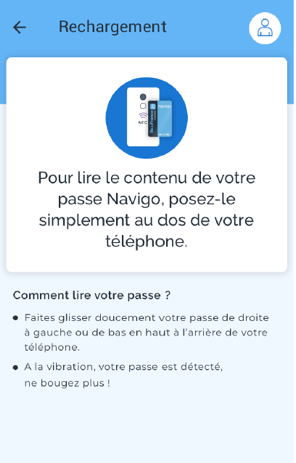 Rechargement
Pour lire le contenu de votre
passe Navigo, posez-le
simplement au dos de votre
téléphone.
Comment lire votre passe ?
• Faites glisser doucement votre passe de droite
à gauche ou de bas en haut à l'arrière de votre
téléphone.
• A la vibration, votre passe est détecté,
ne bougez plus !